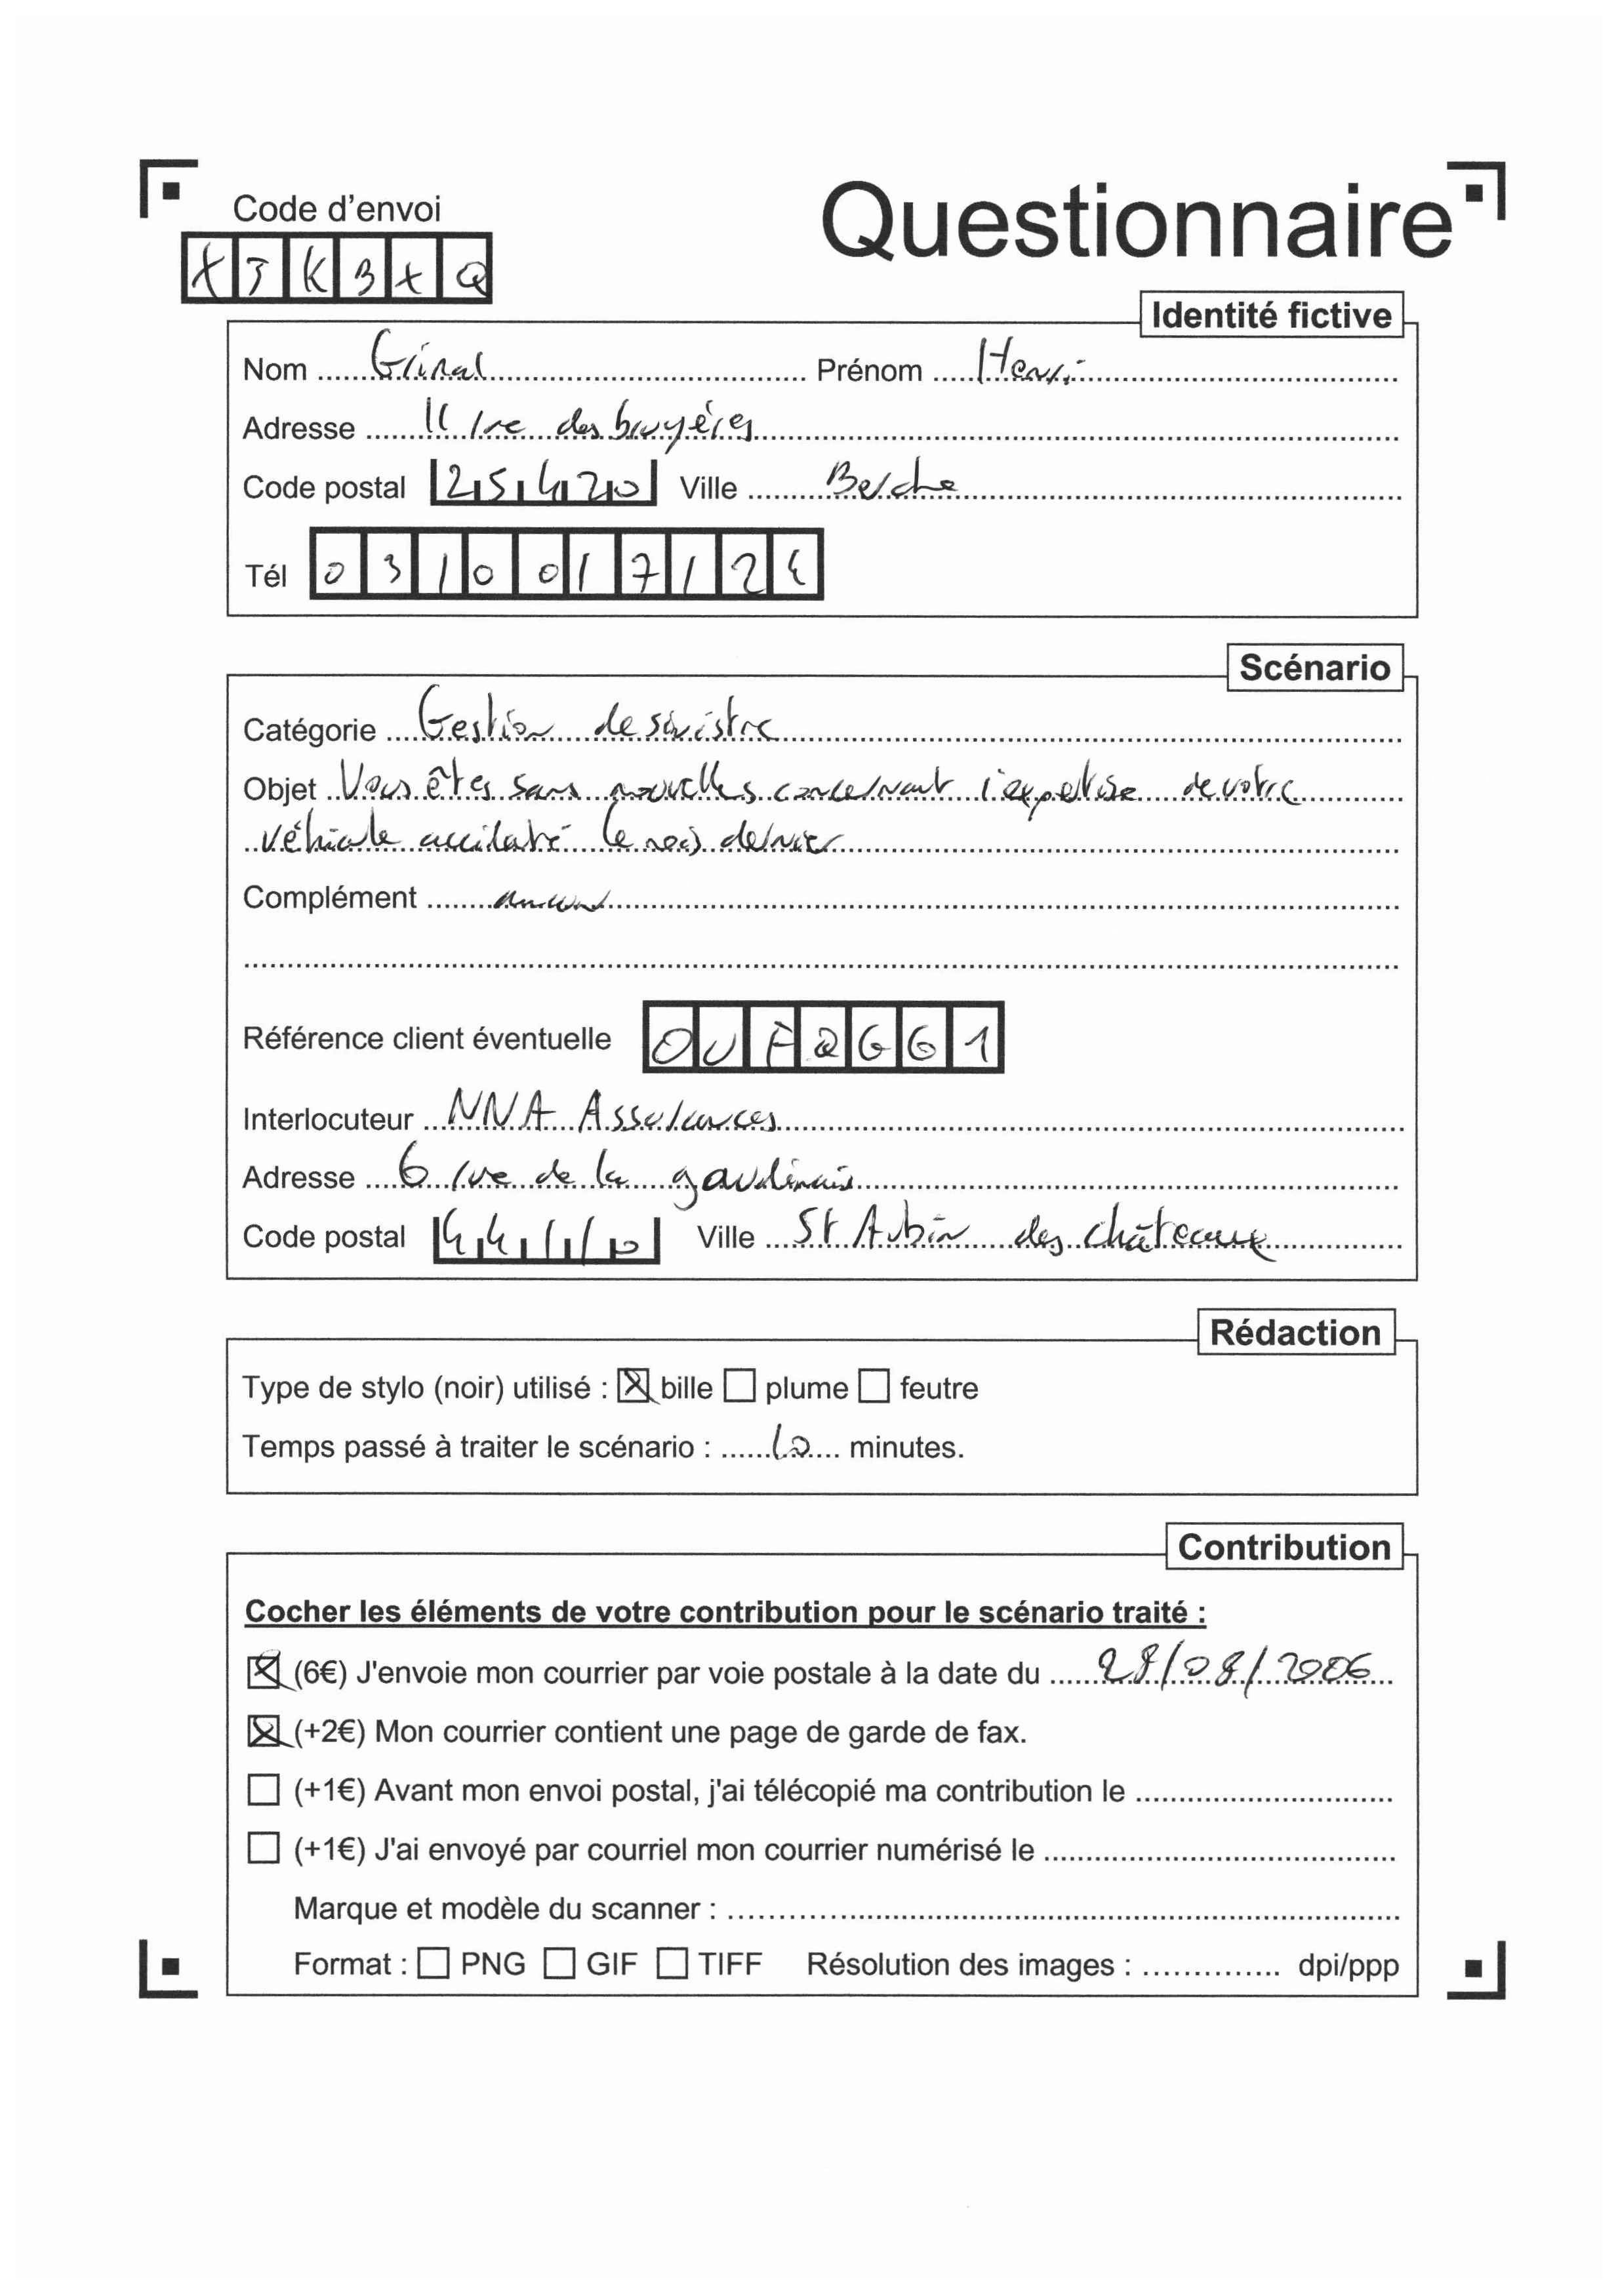 Code d'envoi
Questionnaire
X J K B X Q
Identité fictive
Nom Giral Prénom Henri
Adresse 11 rue des bruyères
Code postal 25420 Ville Berche
Tél 03 10 01 71 24
Scénario
Catégorie Gestion de sinistre
Objet Vous êtes sans nouvelles concernant l'expertise de votre
véhicule accidenté le mois dernier
Complément aucun
Référence client éventuelle
Interlocuteur NNA Assurances
Adresse 6 rue de la gaudinais
Code postal 44110 Ville St Aubin des châteaux
Rédaction
Type de stylo (noir) utilisé : bille plume feutre
Temps passé à traiter le scénario : 10 minutes.
Contribution
Cocher les éléments de votre contribution pour le scénario traité :
(6€) J'envoie mon courrier par voie postale à la date du 28/08/2006
(+2€) Mon courrier contient une page de garde de fax.
(+1€) Avant mon envoi postal, j'ai télécopié ma contribution le
(+1€) J'ai envoyé par courriel mon courrier numérisé le
Marque et modèle du scanner :
Format : PNG GIF TIFF Résolution des images : dpi/ppp